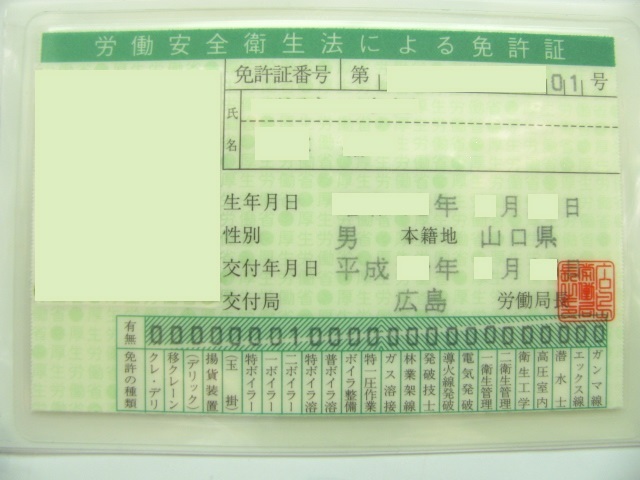 労働安全衛生法による免許証
免許証番号 第 01号
氏
名
生年月日 年 月 日
性別 男 本籍地 山口県
交付年月日 平成 年 月
交付局 広島 労働局長
有無
免許の種類
クレ・デリ
移クレーン
(デリック)
揚貨装置
(玉掛)
特ボイラー
一ボイラー
二ボイラー
特ボイラ溶
普ボイラ溶
ボイラ整備
特一圧作業
ガス溶接
林業架線
発破技士
導火線発破
電気発破
一衛生管理
二衛生管理
衛生工学
高圧室内
潜水士
エックス線
ガンマ線